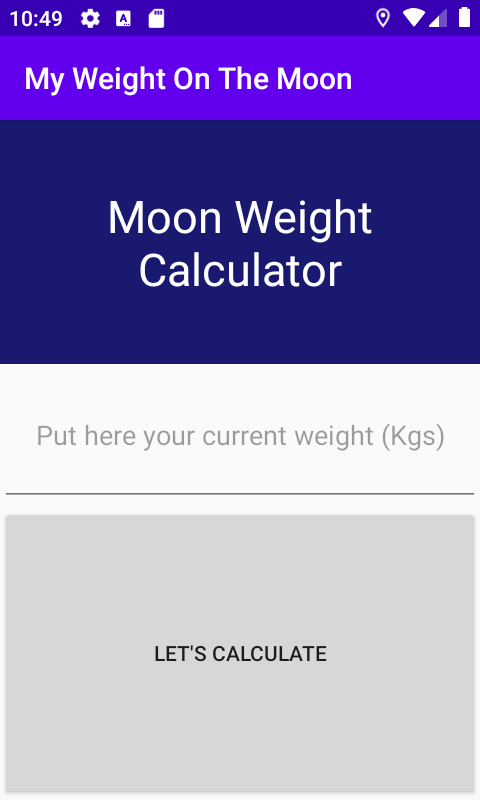 10:49
My Weight On The Moon
Moon Weight
Calculator
Put here your current weight (Kgs)
LET'S CALCULATE